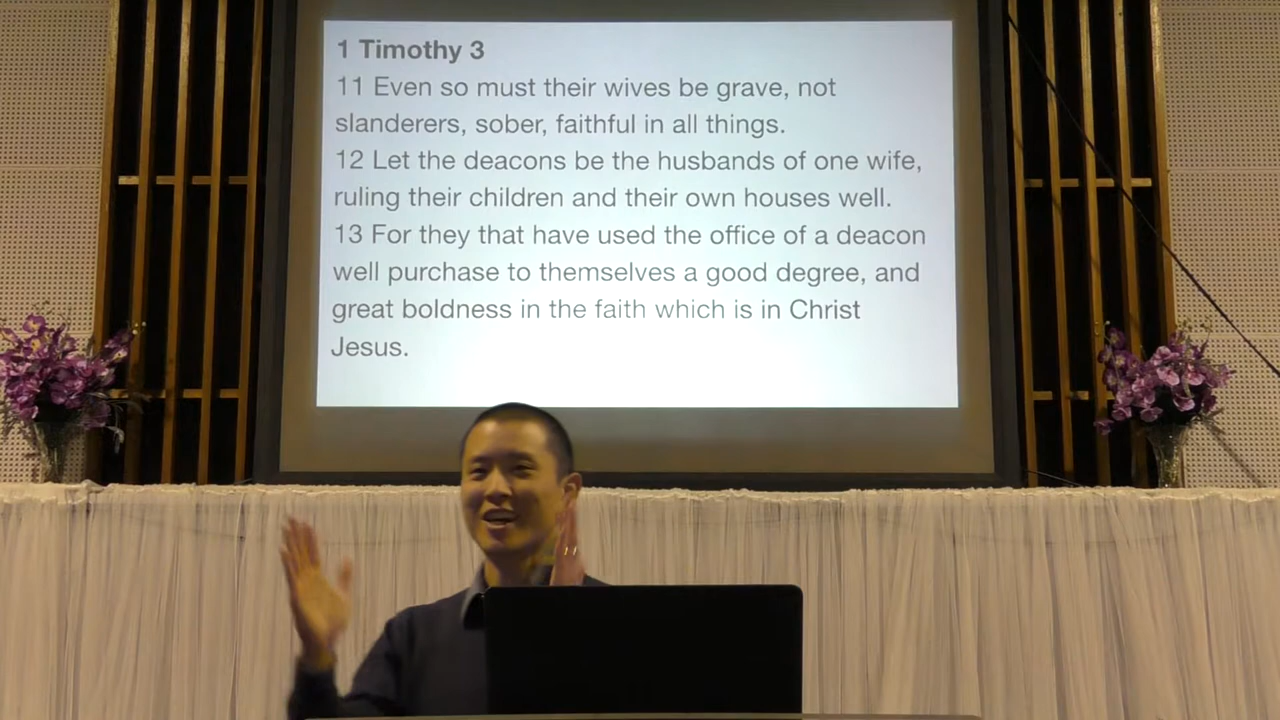 1 Timothy 3
11 Even so must their wives be grave, not
slanderers, sober, faithful in all things.
12 Let the deacons be the husbands of one wife,
ruling their children and their own houses well.
13 For they that have used the office of a deacon
well purchase to themselves a good degree, and
great boldness in the faith which is in Christ
Jesus.